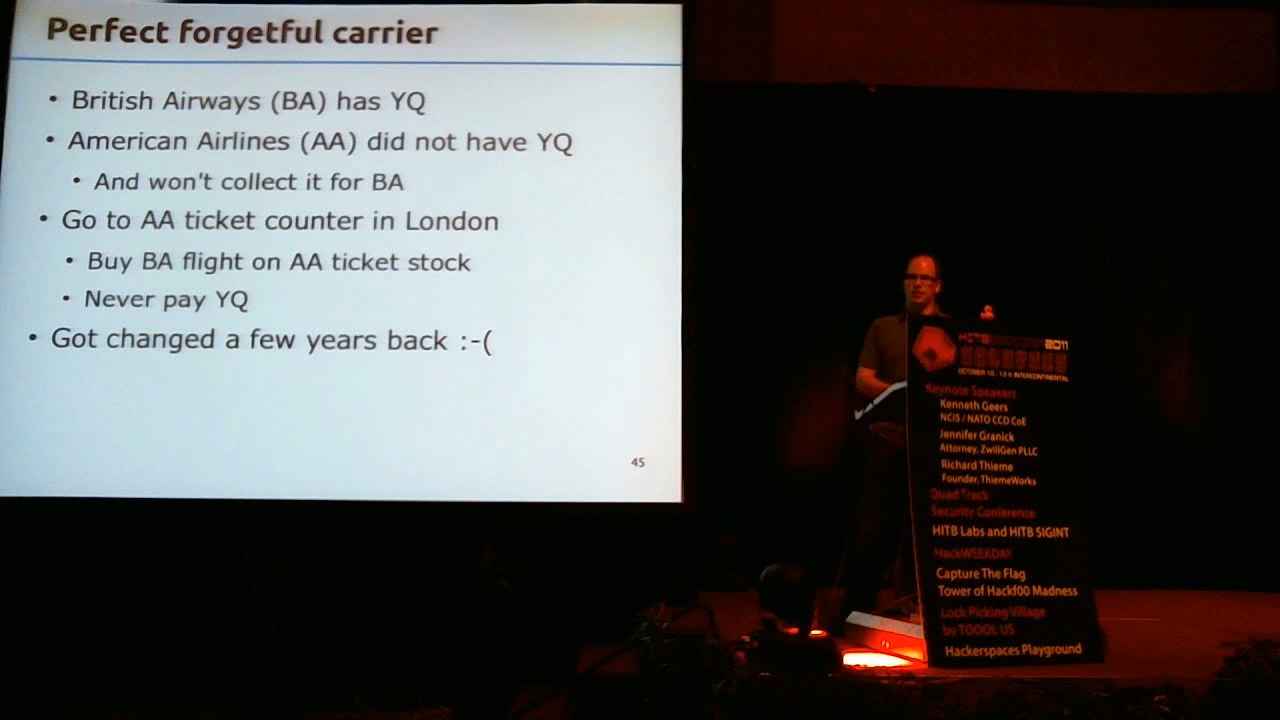 Perfect forgetful carrier
• British Airways (BA) has YQ
• American Airlines (AA) did not have YQ
• And won't collect it for BA
• Go to AA ticket counter in London
• Buy BA flight on AA ticket stock
• Never pay YQ
• Got changed a few years back :-(
45
2011
OCTOBER 10 - 13 @ INTERCONTINENTAL
Keynote Speakers
Kenneth Geers
NCIS / NATO CCD CoE
Jennifer Granick
Attorney, ZwillGen PLLC
Richard Thieme
Founder, ThiemeWorks
Quad Track
Security Conference
HITB Labs and HITB SIGINT
HackWEEKDAY
Capture The Flag
Tower of Hackf00 Madness
Lock Picking Village
by TOOOL US
Hackerspaces Playground